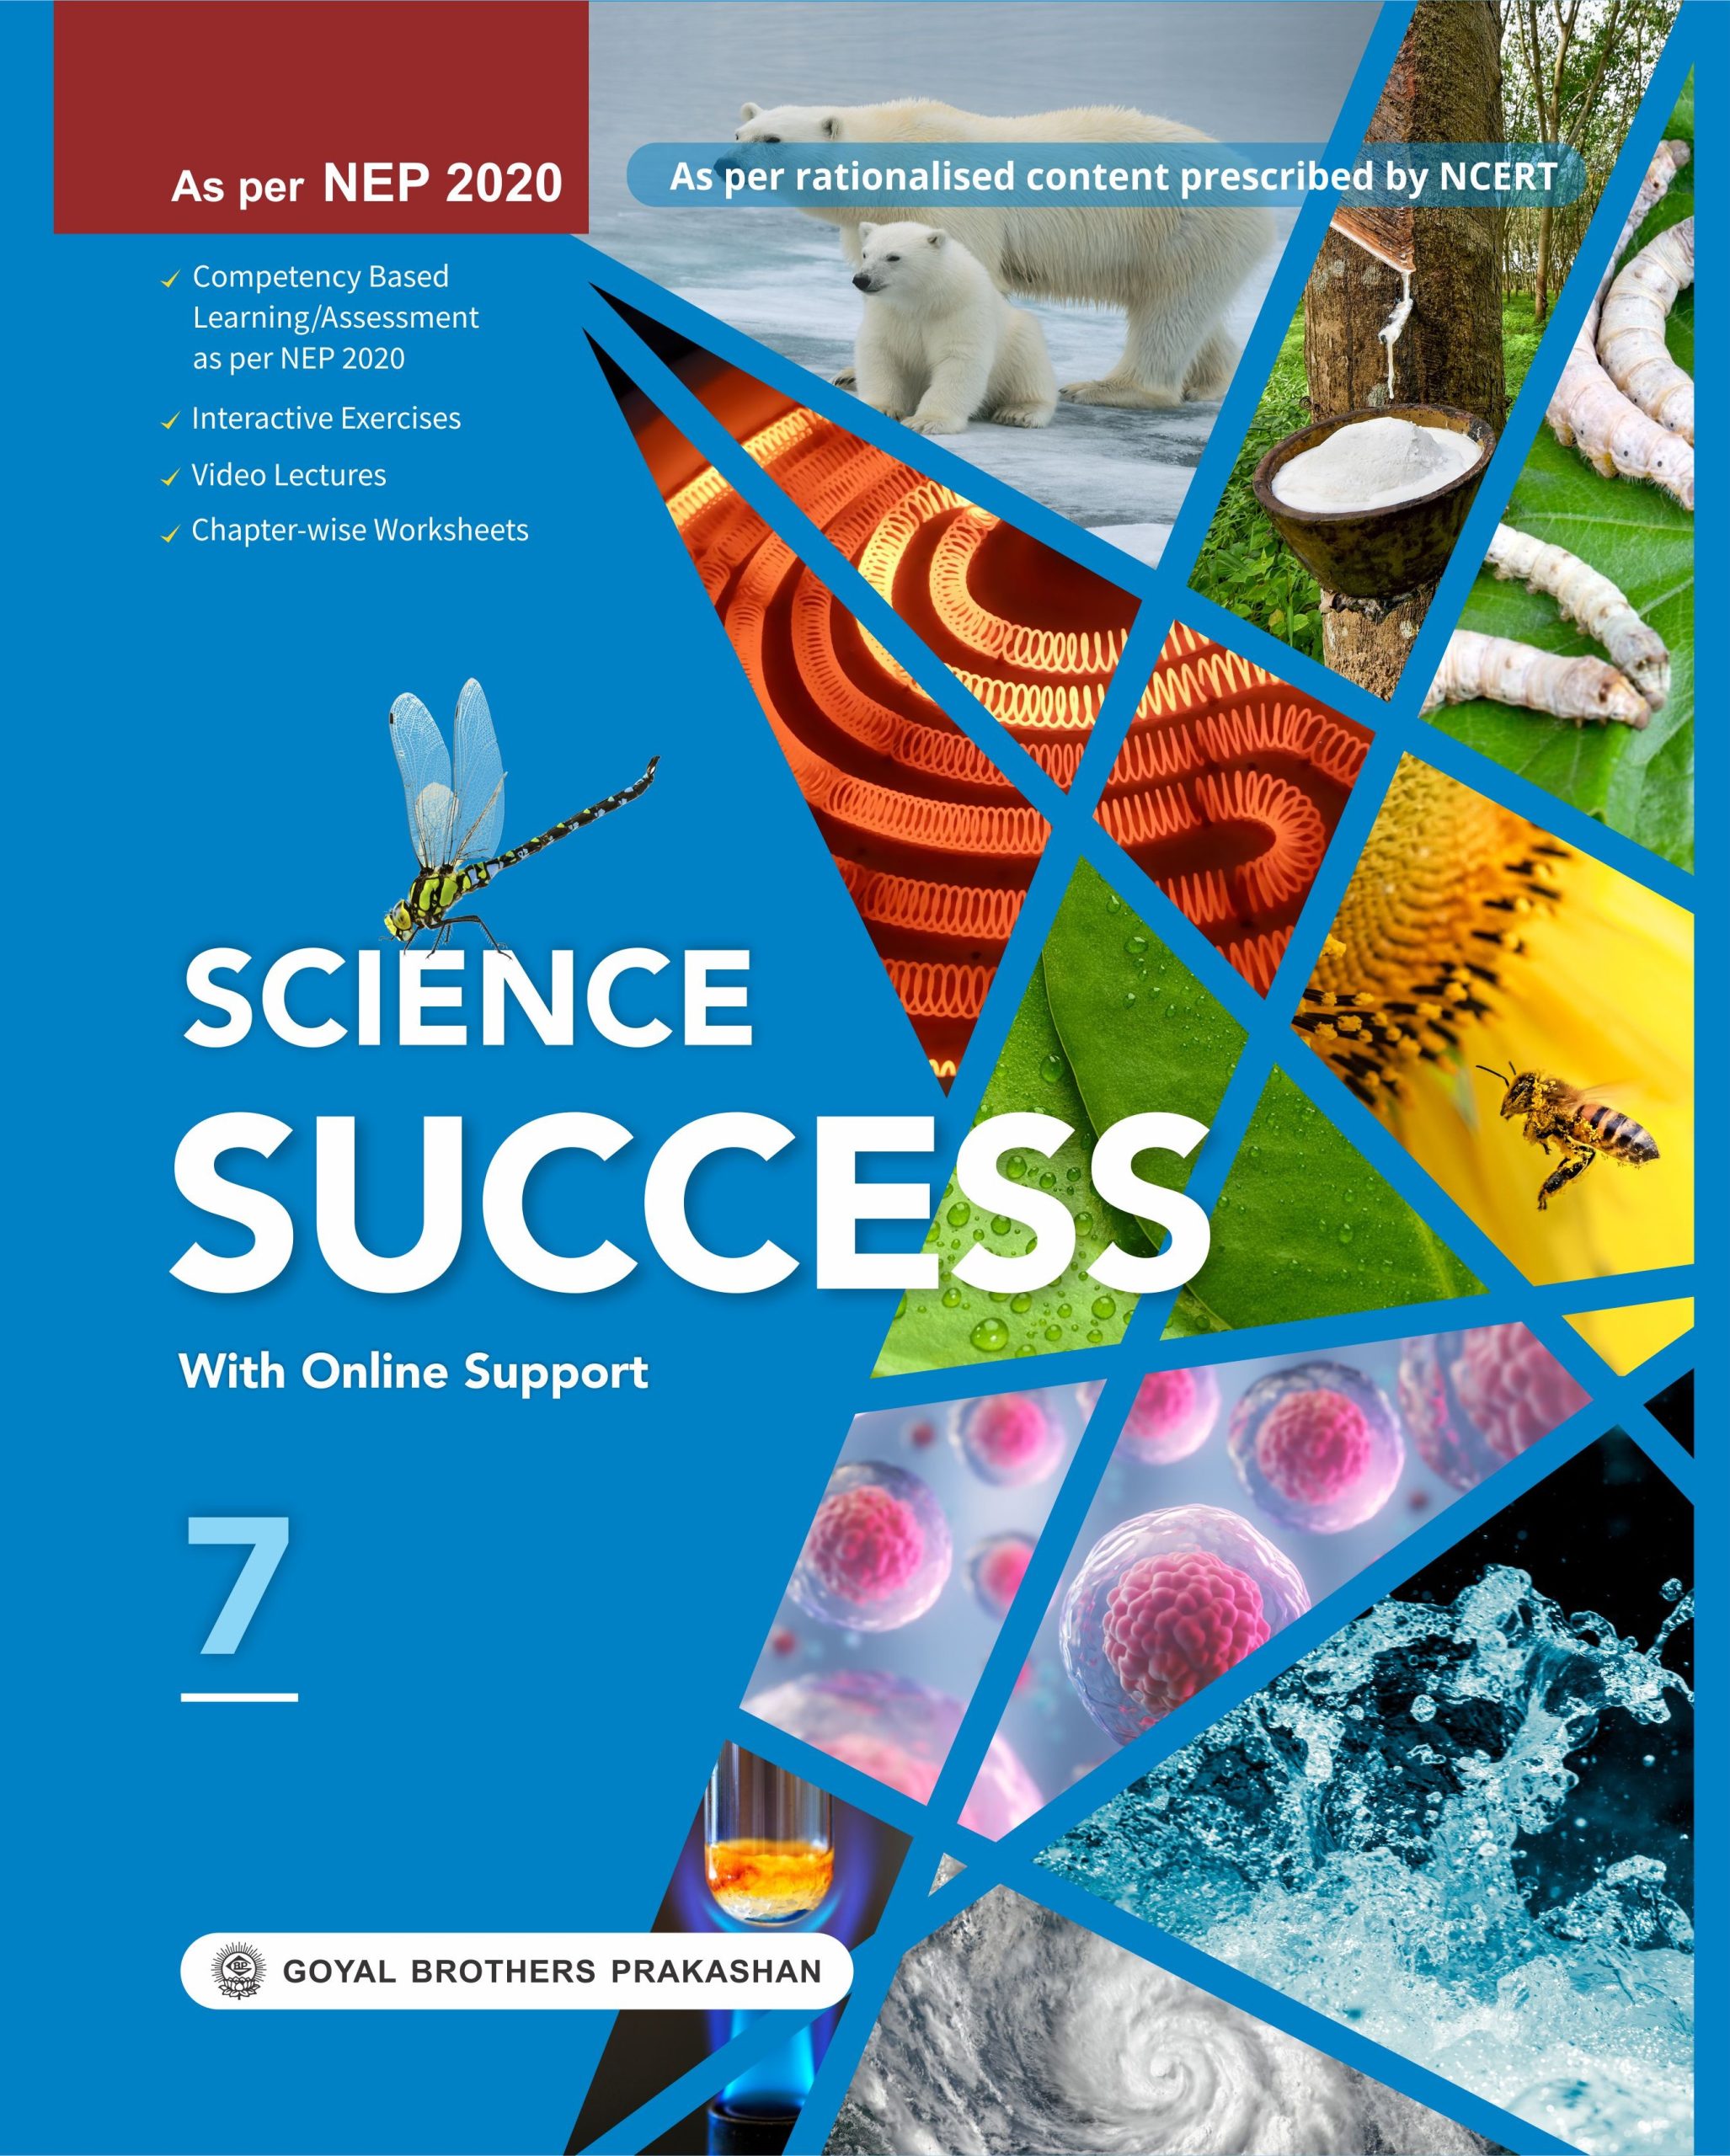 As per NEP 2020
As per rationalised content prescribed by NCERT
Competency Based
Learning/Assessment
as per NEP 2020
Interactive Exercises
Video Lectures
Chapter-wise Worksheets
SCIENCE
SUCCESS
With Online Support
7
GBP
GOYAL BROTHERS PRAKASHAN